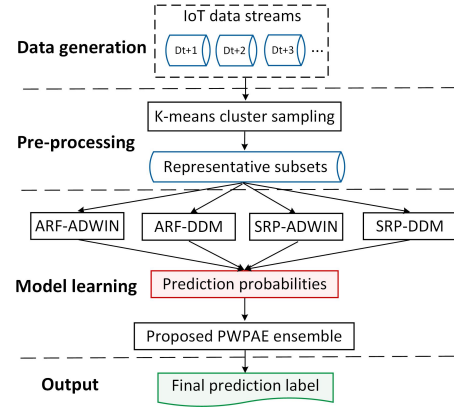 IoT data streams
Data generation
Dt+1 Dt+2 Dt+3 ...
K-means cluster sampling
Pre-processing
Representative subsets
ARF-ADWIN ARF-DDM SRP-ADWIN SRP-DDM
Model learning
Prediction probabilities
Proposed PWPAE ensemble
Output
Final prediction label